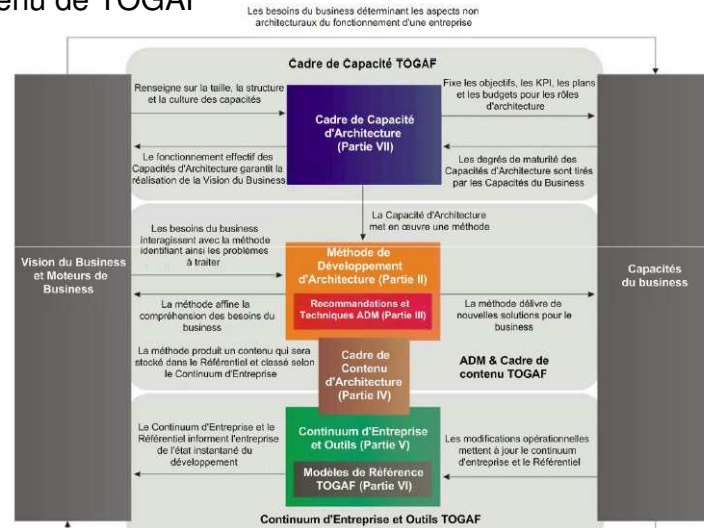 enu de TOGAF
Les besoins du business déterminant les aspects non
architecturaux du fonctionnement d'une entreprise
Cadre de Capacité TOGAF
Renseigne sur la taille, la structure
et la culture des capacités
Fixe les objectifs, les KPI, les plans
et les budgets pour les rôles
d'architecture
Cadre de Capacité
d'Architecture
(Partie VII)
Le fonctionnement effectif des
Capacités d'Architecture garantit la
réalisation de la Vision du Business
Les degrés de maturité des
Capacités d'Architecture sont tirés
par les Capacités du Business
La Capacité d'Architecture
met en œuvre une méthode
Vision du Business
et Moteurs de
Business
Les besoins du business
interagissent avec la méthode
identifiant ainsi les problèmes
à traiter
Méthode de
Développement
d'Architecture (Partie II)
Recommandations et
Techniques ADM (Partie III)
Capacités
du business
La méthode affine la
compréhension des besoins du
business
La méthode délivre de
nouvelles solutions pour le
business
La méthode produit un contenu qui sera
stocké dans le Référentiel et classé selon
le Continuum d'Entreprise
Cadre de
Contenu
d'Architecture
(Partie IV)
ADM & Cadre de
contenu TOGAF
Le Continuum d'Entreprise et le
Référentiel informent l'entreprise
de l'état instantané du
développement
Continuum d'Entreprise
et Outils (Partie V)
Modèles de Référence
TOGAF (Partie VI)
Les modifications opérationnelles
mettent à jour le continuum
d'entreprise et le Référentiel
Continuum d'Entreprise et Outils TOGAF